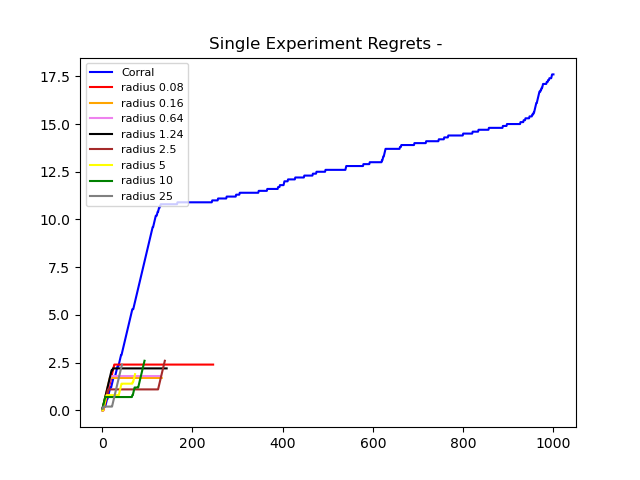 Single Experiment Regrets -
17.5
15.0
12.5
10.0
7.5
5.0
2.5
0.0
Corral
radius 0.08
radius 0.16
radius 0.64
radius 1.24
radius 2.5
radius 5
radius 10
radius 25
0 200 400 600 800 1000